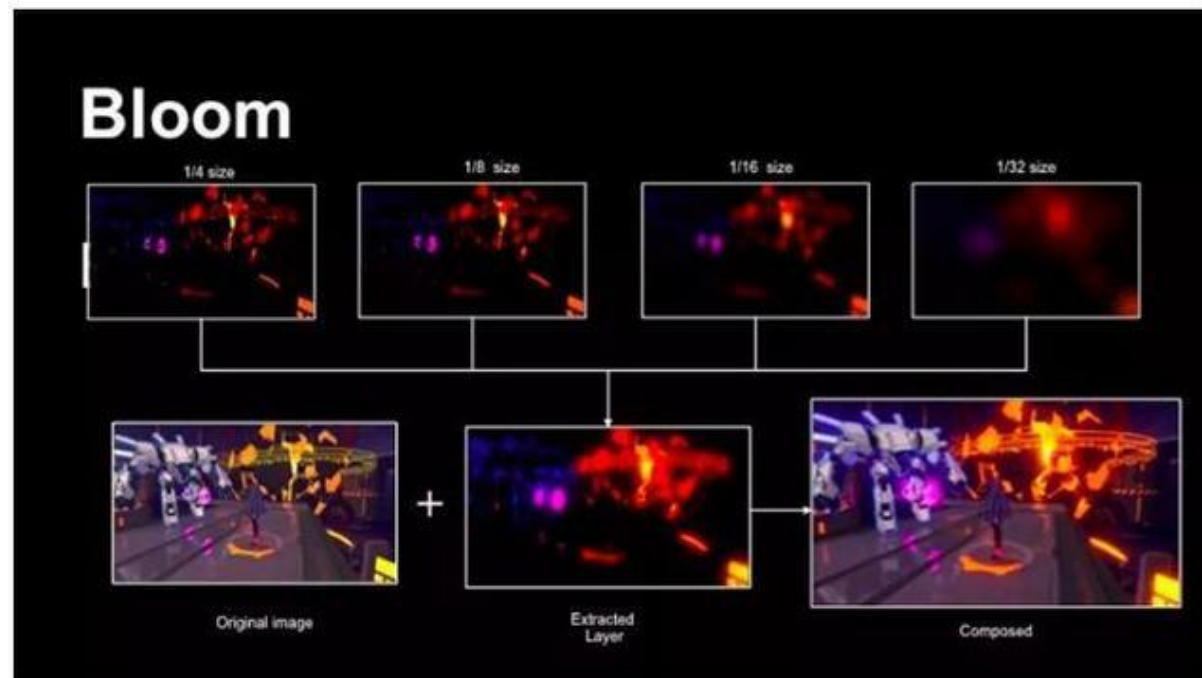 Bloom
1/4 size
1/8 size
1/16 size
1/32 size
+
Original image
Extracted
Layer
Composed